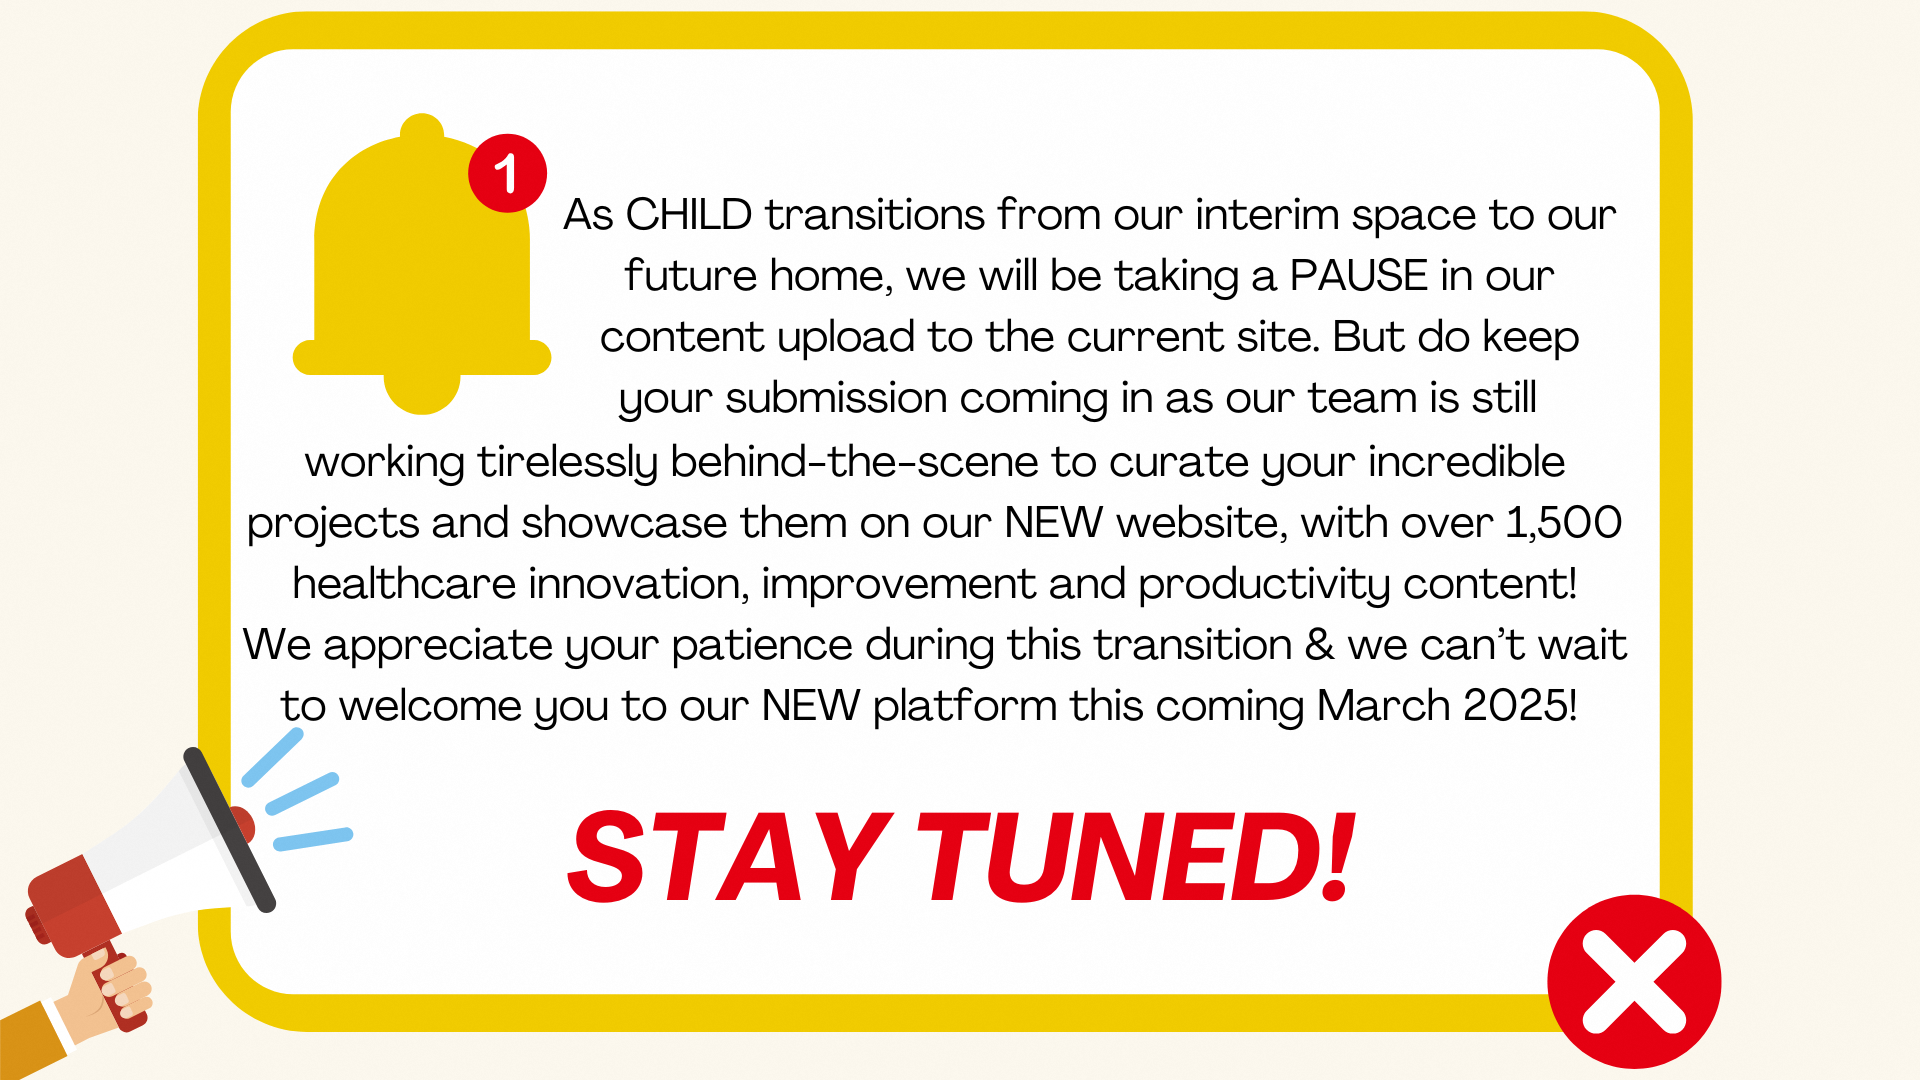 1
As CHILD transitions from our interim space to our
future home, we will be taking a PAUSE in our
content upload to the current site. But do keep
your submission coming in as our team is still
working tirelessly behind-the-scene to curate your incredible
projects and showcase them on our NEW website, with over 1,500
healthcare innovation, improvement and productivity content!
We appreciate your patience during this transition & we can’t wait
to welcome you to our NEW platform this coming March 2025!
STAY TUNED!